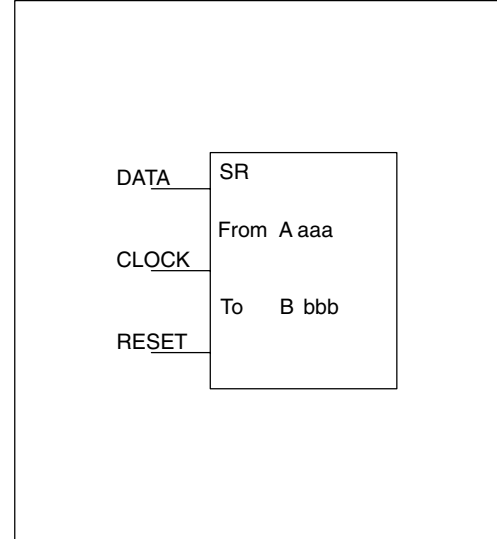 DATA
SR
From A aaa
CLOCK
To B bbb
RESET